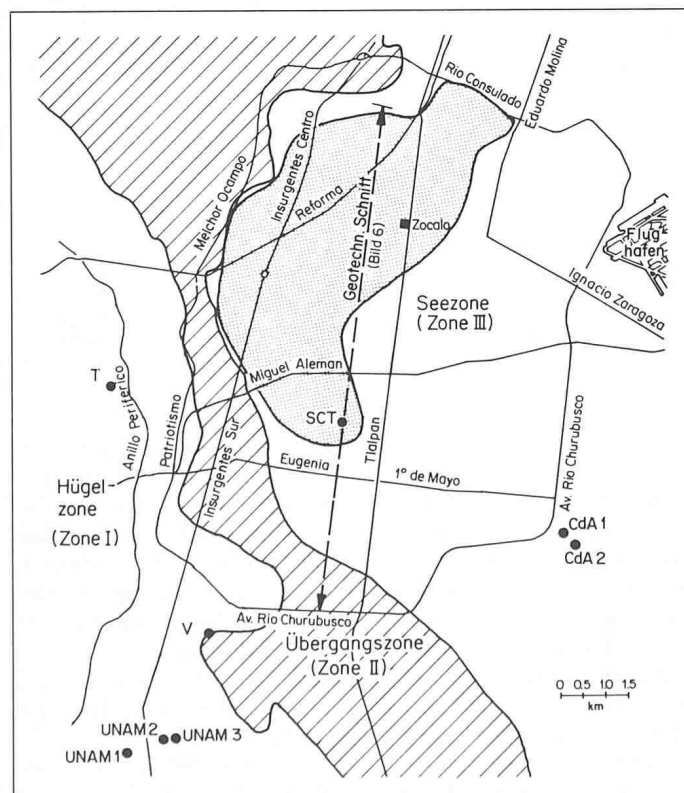 Rio Consulado
Eduardo Molina
Melchor Ocampo
Insurgentes Centro
Reforma
Geotechn. Schnitt
(Bild 6)
Zocalo
Flug
hafen
Ignacio Zaragoza
Seezone
(Zone III)
T
Anillo Periferico
Patriotismo
Miguel Aleman
SCT
Tlalpan
Insurgentes Sur
Eugenia
1º de Mayo
Av. Rio Churubusco
Hügel
zone
(Zone I)
CdA 1
CdA 2
V
Av. Rio Churubusco
Übergangszone
(Zone II)
0 0.5 1.0 1.5
km
UNAM 2
UNAM 3
UNAM 1